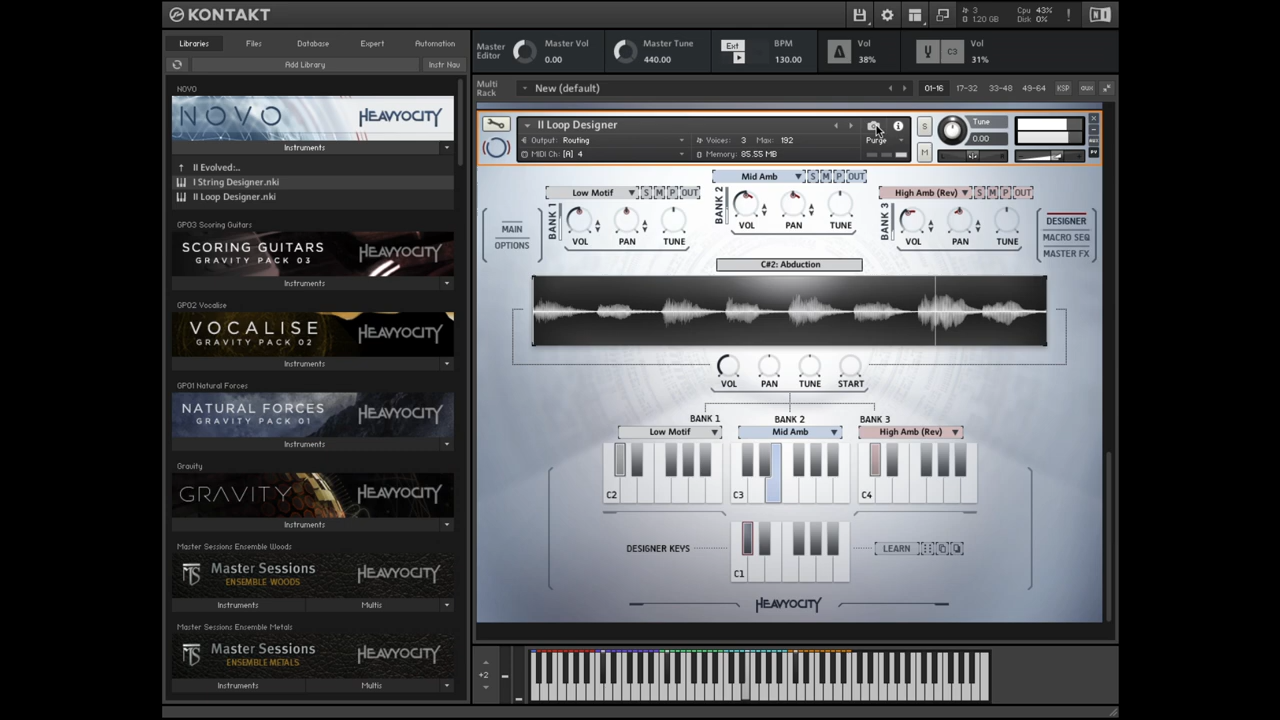 KONTAKT
3
1.20 GB
Cpu 43%
Disk 0%
!
NI
Libraries Files Database Expert Automation
Add Library Instr Nav
NOVO
NOVO HEAVYOCITY
Instruments
II Evolved:..
I String Designer.nki
II Loop Designer.nki
GP03 Scoring Guitars
SCORING GUITARS
GRAVITY PACK 03
HEAVYOCITY
Instruments
GP02 Vocalise
VOCALISE
GRAVITY PACK 02
HEAVYOCITY
Instruments
GP01 Natural Forces
NATURAL FORCES
GRAVITY PACK 01
HEAVYOCITY
Instruments
Gravity
GRAVITY HEAVYOCITY
Instruments
Master Sessions Ensemble Woods
Master Sessions
ENSEMBLE WOODS
HEAVYOCITY
Instruments Multis
Master Sessions Ensemble Metals
Master Sessions
ENSEMBLE METALS
HEAVYOCITY
Instruments Multis
Master Editor
Master Vol
0.00
Master Tune
440.00
Ext
BPM
130.00
Vol
38%
C3
Vol
31%
Multi Rack
New (default)
01-16 17-32 33-48 49-64 KSP AUX
II Loop Designer
Output: Routing Voices: 3 Max: 192 Purge
MIDI Ch: [A] 4 Memory: 85.55 MB
S
M
Tune
0.00
Low Motif S M P OUT
BANK 1
VOL PAN TUNE
Mid Amb S M P OUT
BANK 2
VOL PAN TUNE
High Amb (Rev) S M P OUT
BANK 3
VOL PAN TUNE
MAIN
OPTIONS
DESIGNER
MACRO SEQ
MASTER FX
C#2: Abduction
VOL PAN TUNE START
BANK 1 BANK 2 BANK 3
Low Motif Mid Amb High Amb (Rev)
C2 C3 C4
DESIGNER KEYS LEARN
C1
HEAVYOCITY
+2